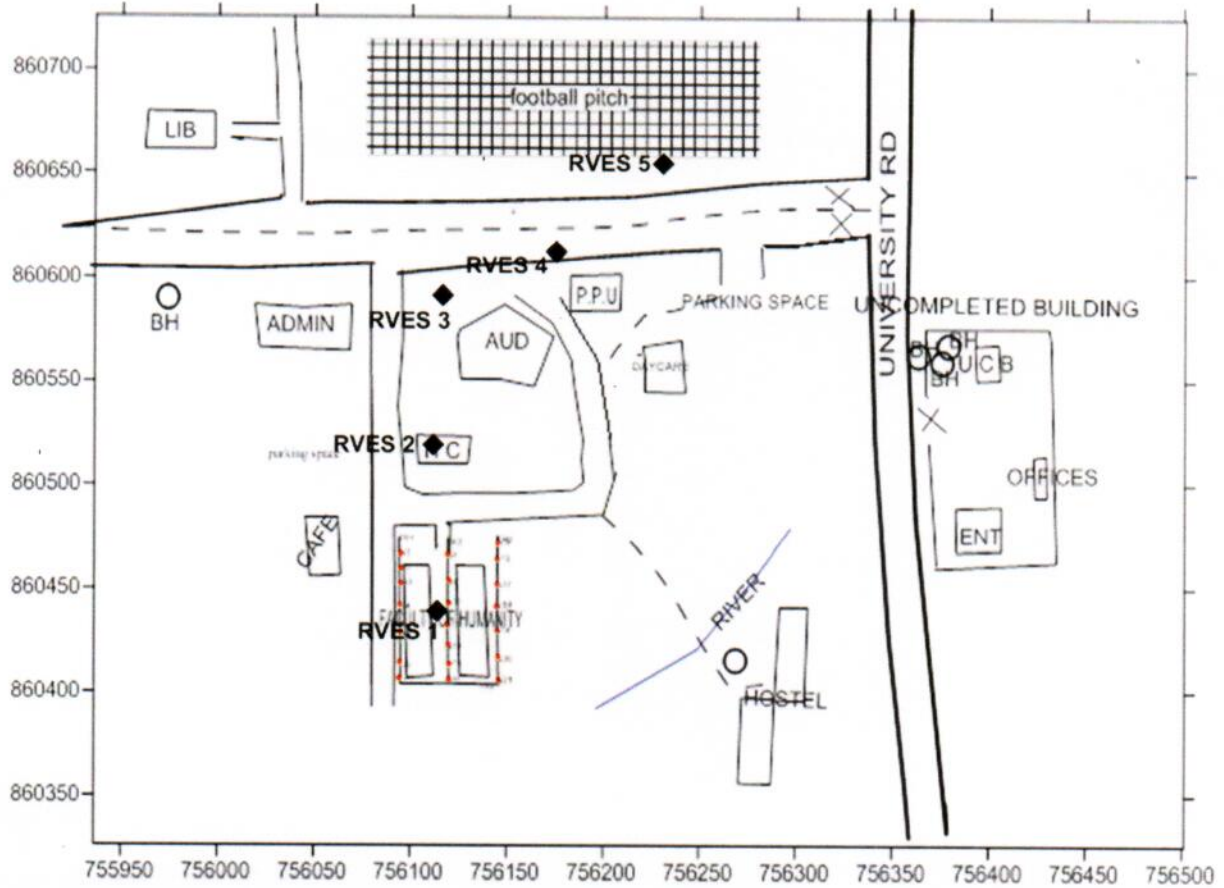 860700
football pitch
LIB
RVES 5
860650
UNIVERSITY RD
RVES 4
860600
P.P.U
PARKING SPACE
UNCOMPLETED BUILDING
BH
ADMIN
RVES 3
AUD
BH
B
U C B
BH
DAYCARE
860550
RVES 2
parking space
860500
OFFICES
CAFE
ENT
860450
RIVER
FACULTY OF HUMANITY
RVES 1
860400
HOSTEL
860350
755950 756000 756050 756100 756150 756200 756250 756300 756350 756400 756450 756500